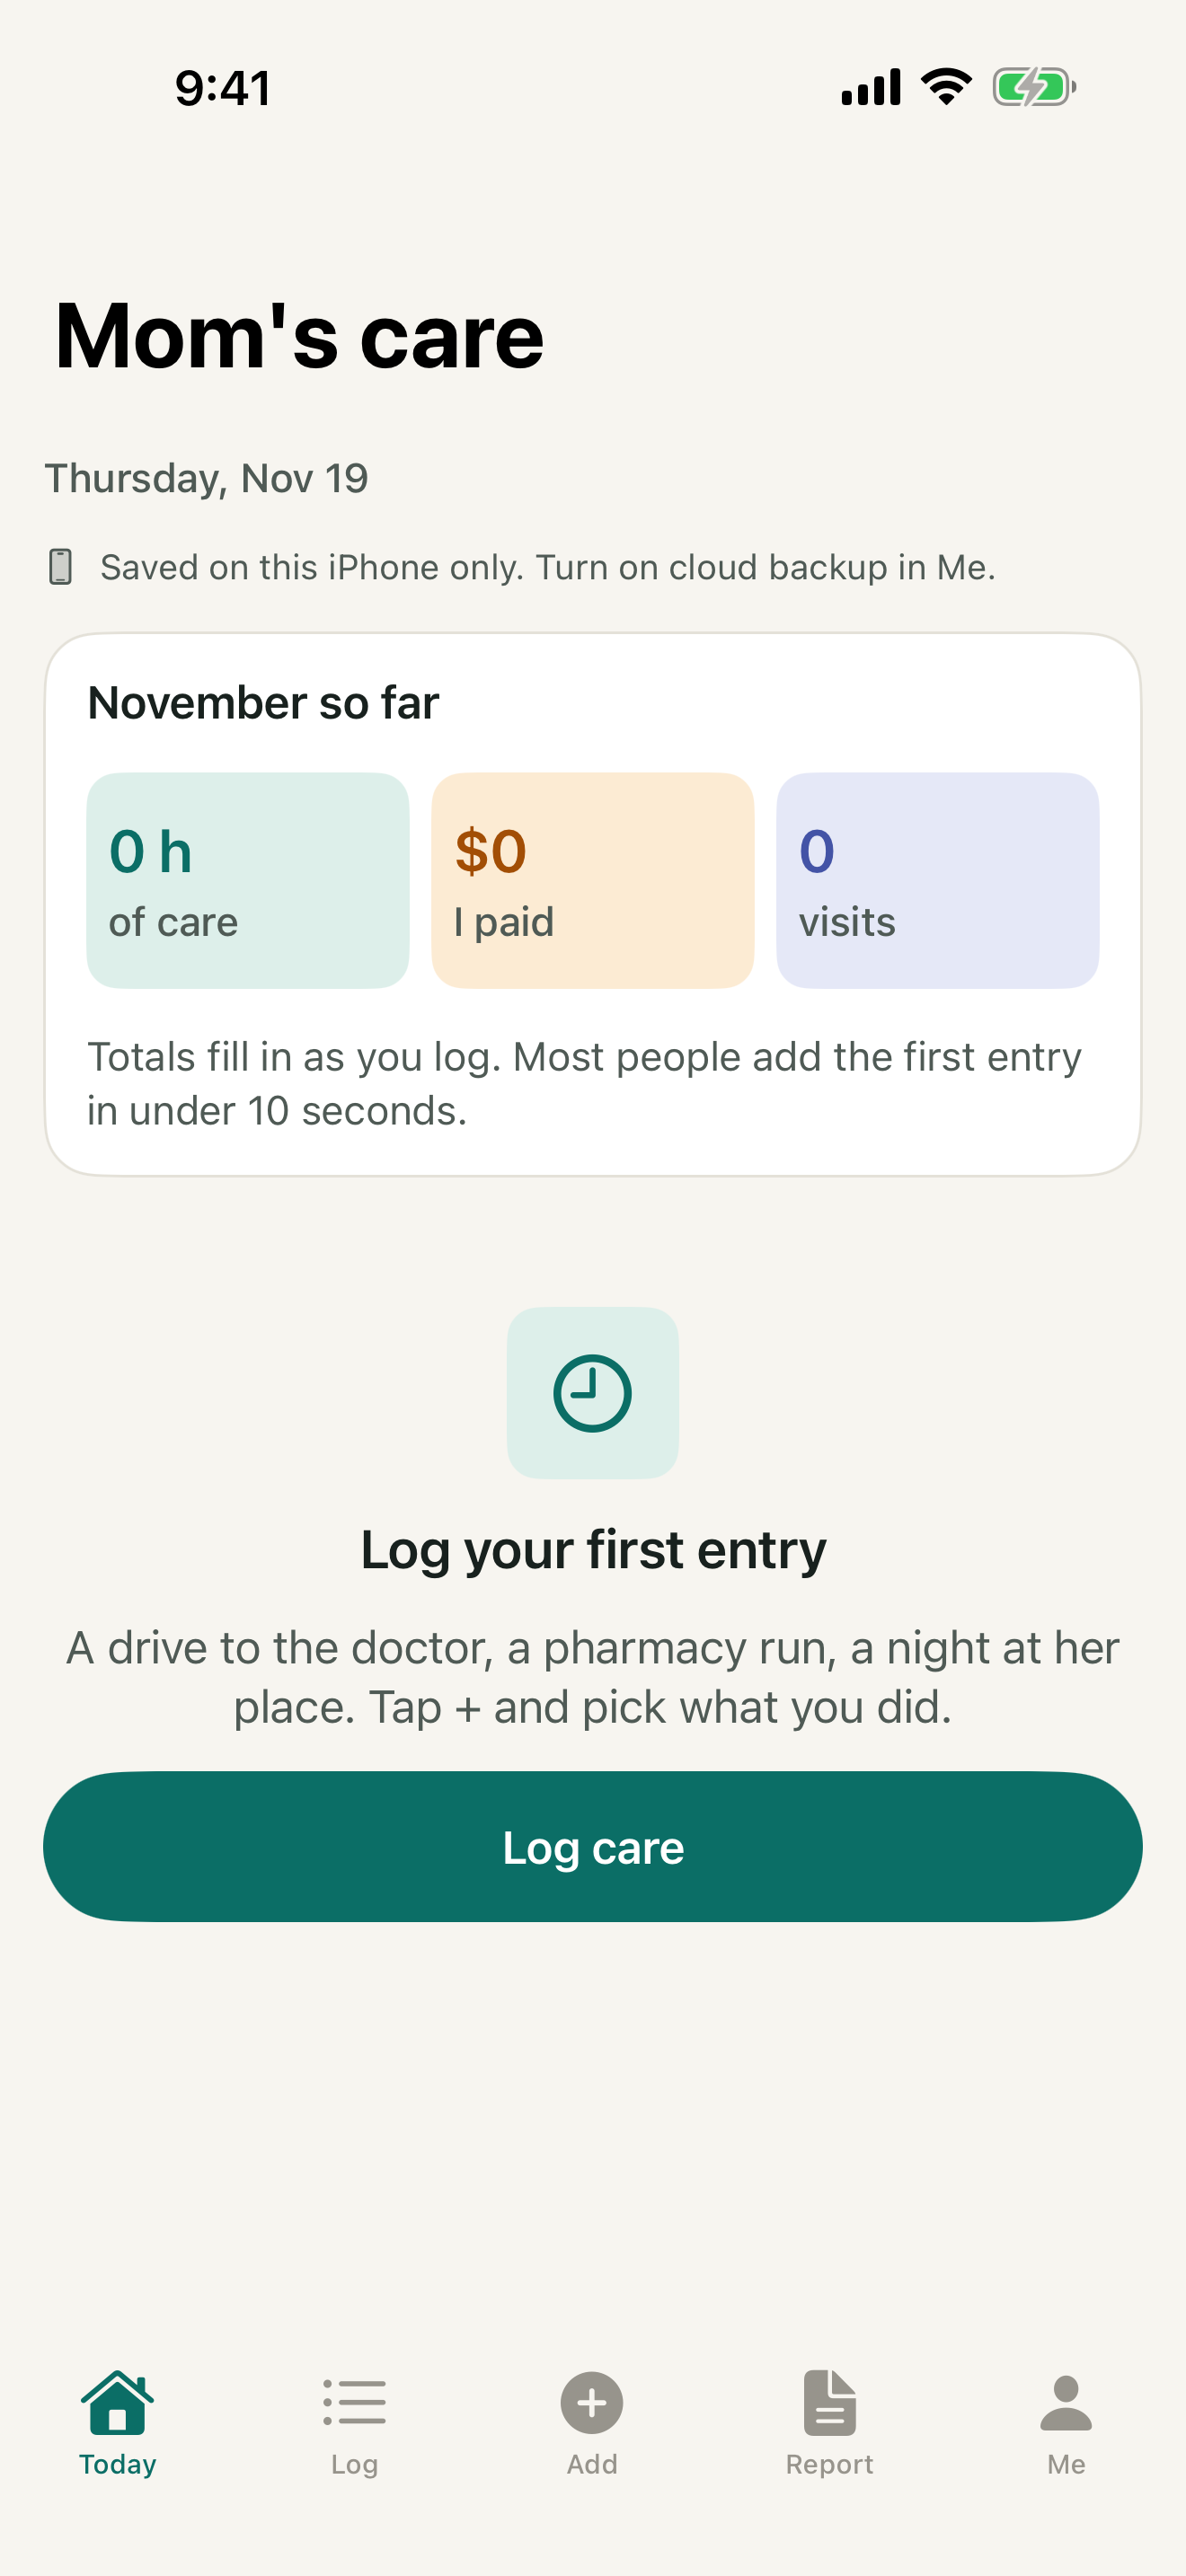 9:41
Mom's care
Thursday, Nov 19
Saved on this iPhone only. Turn on cloud backup in Me.
November so far
0 h
of care
$0
I paid
0
visits
Totals fill in as you log. Most people add the first entry
in under 10 seconds.
Log your first entry
A drive to the doctor, a pharmacy run, a night at her
place. Tap + and pick what you did.
Log care
Today
Log
Add
Report
Me